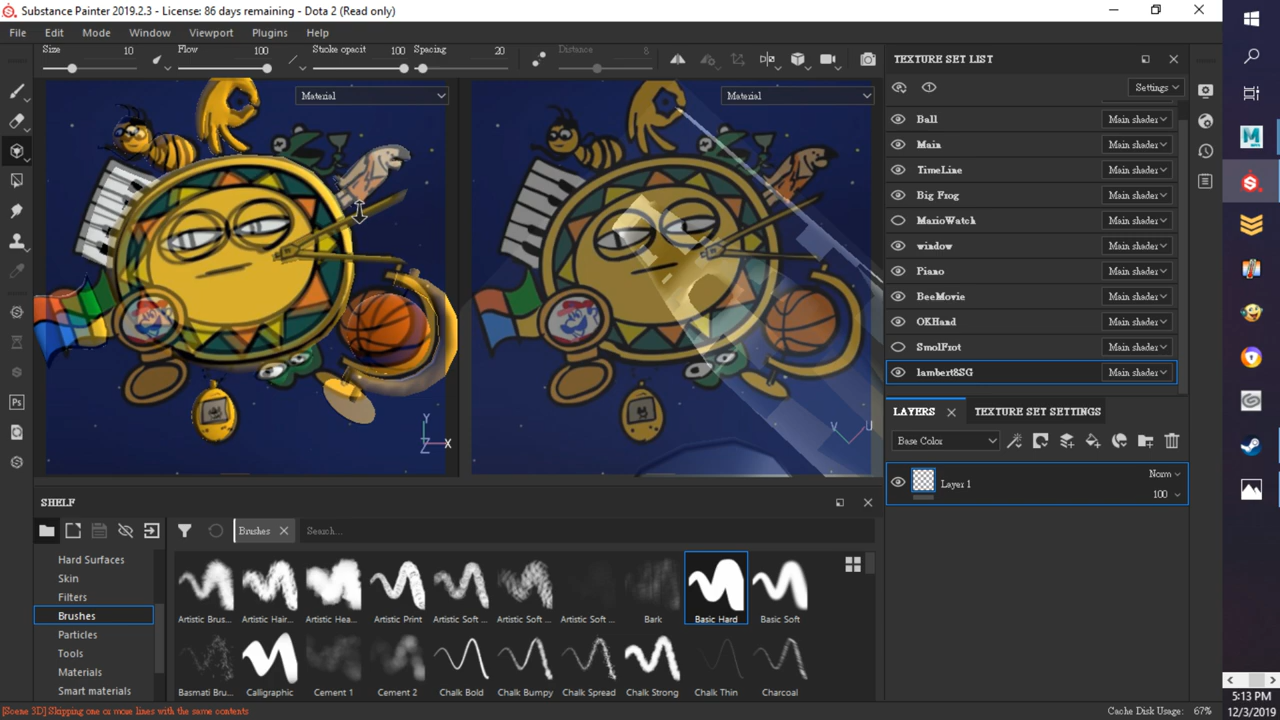 Substance Painter 2019.2.3 - License: 86 days remaining - Dota 2 (Read only)
File Edit Mode Window Viewport Plugins Help
Size 10 Flow 100 Stroke opacit 100 Spacing 20 Distance 8
Material
Material
Y
X
Z
V
U
TEXTURE SET LIST
Settings
Ball Main shader
Main Main shader
TimeLine Main shader
Big Frog Main shader
MarioWatch Main shader
window Main shader
Piano Main shader
BeeMovie Main shader
OKHand Main shader
SmolFrot Main shader
lambert8SG Main shader
LAYERS TEXTURE SET SETTINGS
Base Color
Layer 1 Norm
100
SHELF
Brushes Search...
Hard Surfaces
Skin
Filters
Brushes
Particles
Tools
Materials
Smart materials
Artistic Brus... Artistic Hair... Artistic Hea... Artistic Print Artistic Soft ... Artistic Soft ... Artistic Soft ... Bark Basic Hard Basic Soft
Basmati Bru... Calligraphic Cement 1 Cement 2 Chalk Bold Chalk Bumpy Chalk Spread Chalk Strong Chalk Thin Charcoal
[Scene 3D] Skipping one or more lines with the same contents
Cache Disk Usage: 67%
Ps
M
5:13 PM
12/3/2019